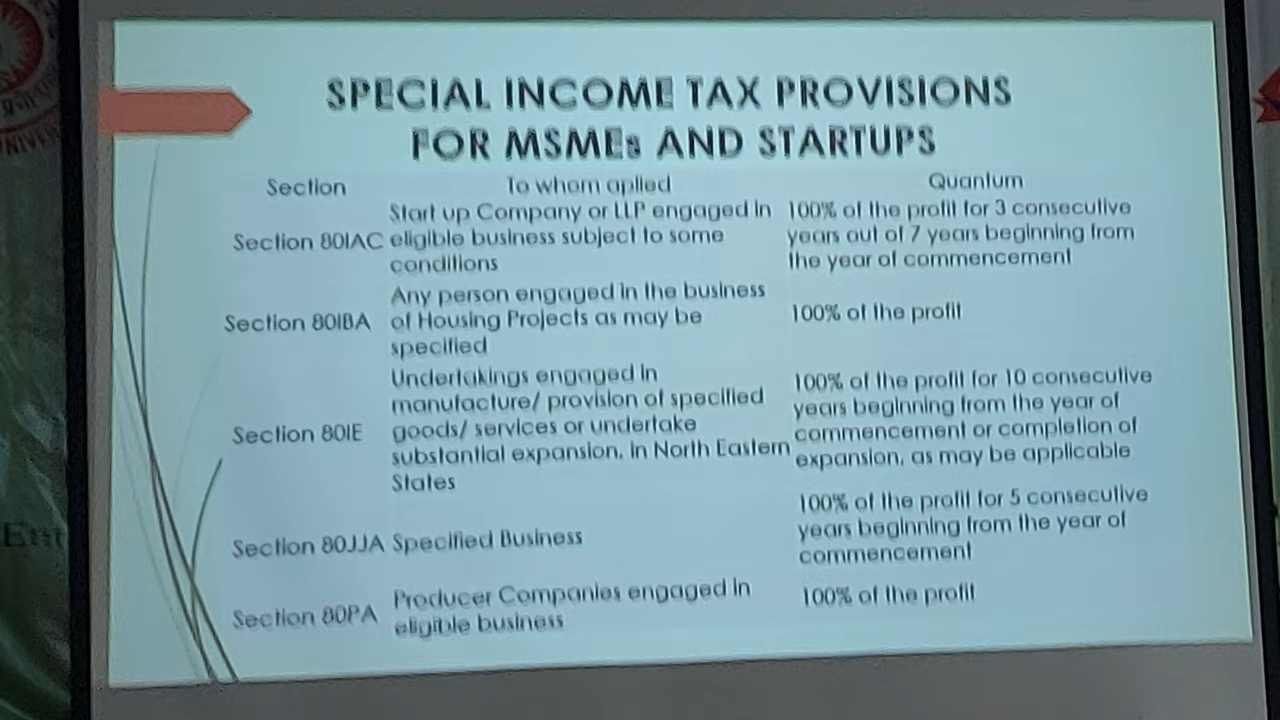 SPECIAL INCOME TAX PROVISIONS
FOR MSMEs AND STARTUPS
Section To whom aplied Quantum
Section 80IAC
Start up Company or LLP engaged in
eligible business subject to some
conditions
100% of the profit for 3 consecutive
years out of 7 years beginning from
the year of commencement
Section 80IBA
Any person engaged in the business
of Housing Projects as may be
specified
100% of the profit
Section 80IE
Undertakings engaged in
manufacture/ provision of specified
goods/ services or undertake
substantial expansion, in North Eastern
States
100% of the profit for 10 consecutive
years beginning from the year of
commencement or completion of
expansion, as may be applicable
Section 80JJA
Specified Business
100% of the profit for 5 consecutive
years beginning from the year of
commencement
Section 80PA
Producer Companies engaged in
eligible business
100% of the profit